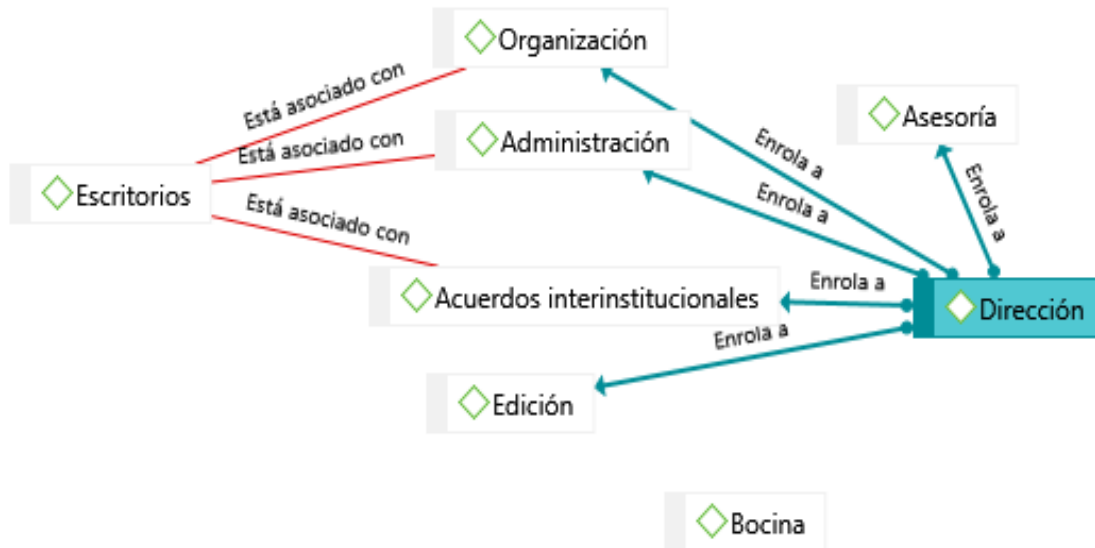 Organización
Está asociado con
Asesoría
Enrola a
Administración
Está asociado con
Enrola a
Enrola a
Escritorios
Está asociado con
Acuerdos interinstitucionales
Enrola a
Dirección
Enrola a
Edición
Bocina